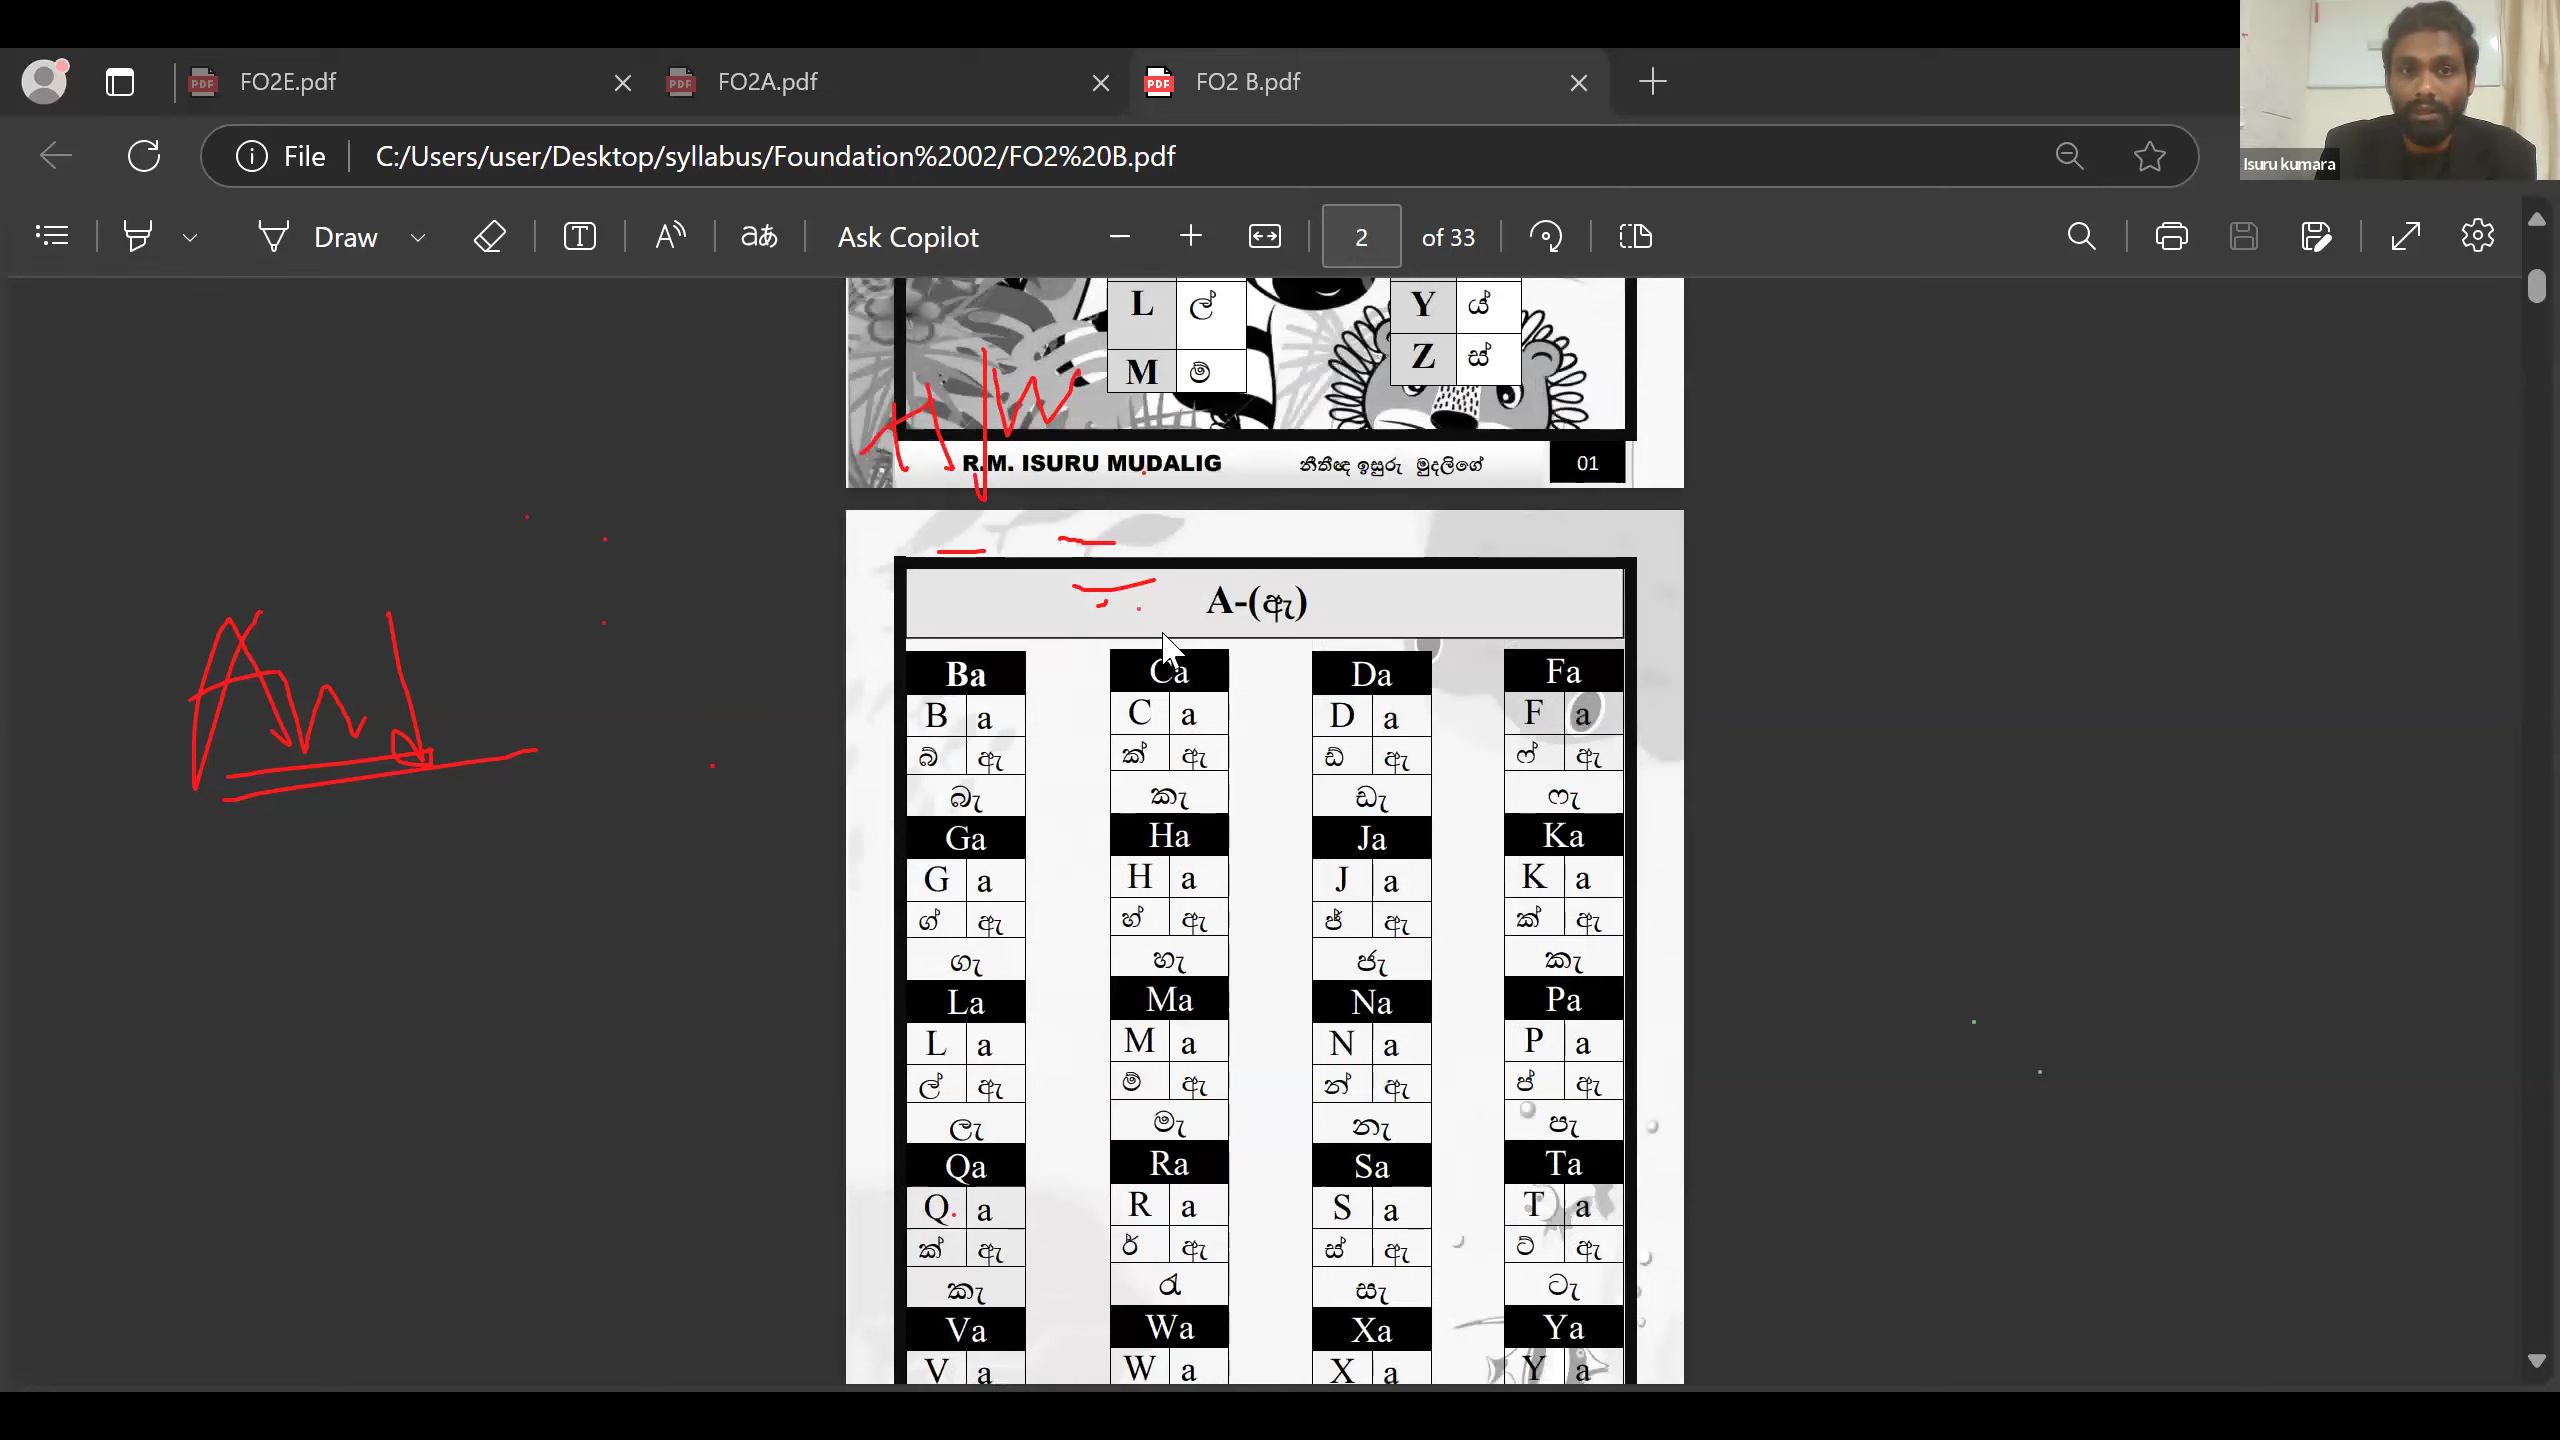 FO2E.pdf FO2A.pdf FO2 B.pdf
File C:/Users/user/Desktop/syllabus/Foundation%2002/FO2%20B.pdf
Isuru kumara
Draw aあ Ask Copilot 2 of 33
L ල් Y ය්
Z ස්
M ම්
R.M. ISURU MUDALIG නීතීඥ ඉසුරු මුදලිගේ 01
A-(ඇ)
Ba Ca Da Fa
B a C a D a F a
බ් ඇ ක් ඇ ඩ් ඇ ෆ් ඇ
බැ කැ ඩැ ෆැ
Ga Ha Ja Ka
G a H a J a K a
ග් ඇ හ් ඇ ජ් ඇ ක් ඇ
ගැ හැ ජැ කැ
La Ma Na Pa
L a M a N a P a
ල් ඇ ම් ඇ න් ඇ ප් ඇ
ලැ මැ නැ පැ
Qa Ra Sa Ta
Q a R a S a T a
ක් ඇ ර් ඇ ස් ඇ ට් ඇ
කැ රැ සැ ටැ
Va Wa Xa Ya
V a W a X a Y a